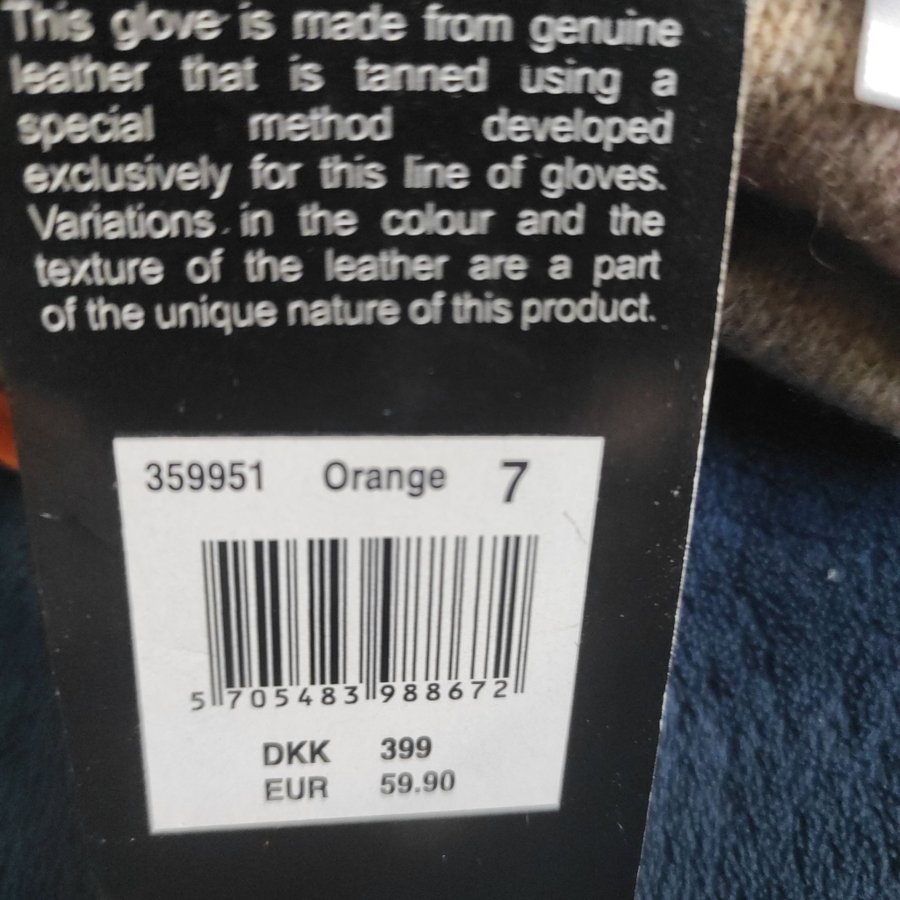 This glove is made from genuine
leather that is tanned using a
special method developed
exclusively for this line of gloves.
Variations in the colour and the
texture of the leather are a part
of the unique nature of this product.
359951 Orange 7
5 705483 988672
DKK 399
EUR 59.90